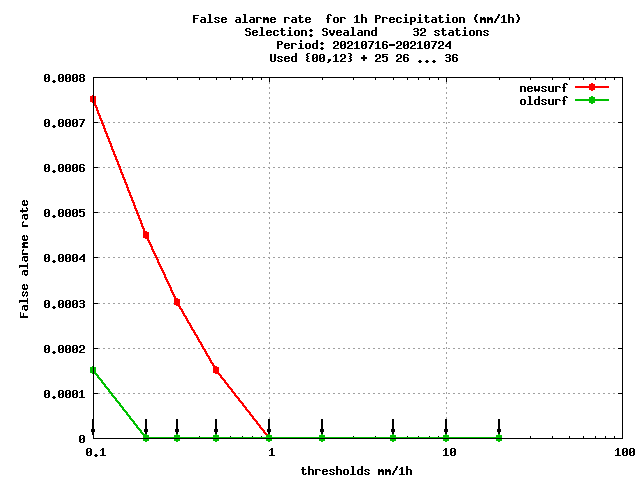 False alarme rate  for 1h Precipitation (mm/1h)
Selection: Svealand     32 stations
Period: 20210716-20210724
Used {00,12} + 25 26 ... 36
newsurf
oldsurf
0.0008
0.0007
0.0006
0.0005
0.0004
0.0003
0.0002
0.0001
0
False alarme rate
0.1 1 10 100
thresholds mm/1h